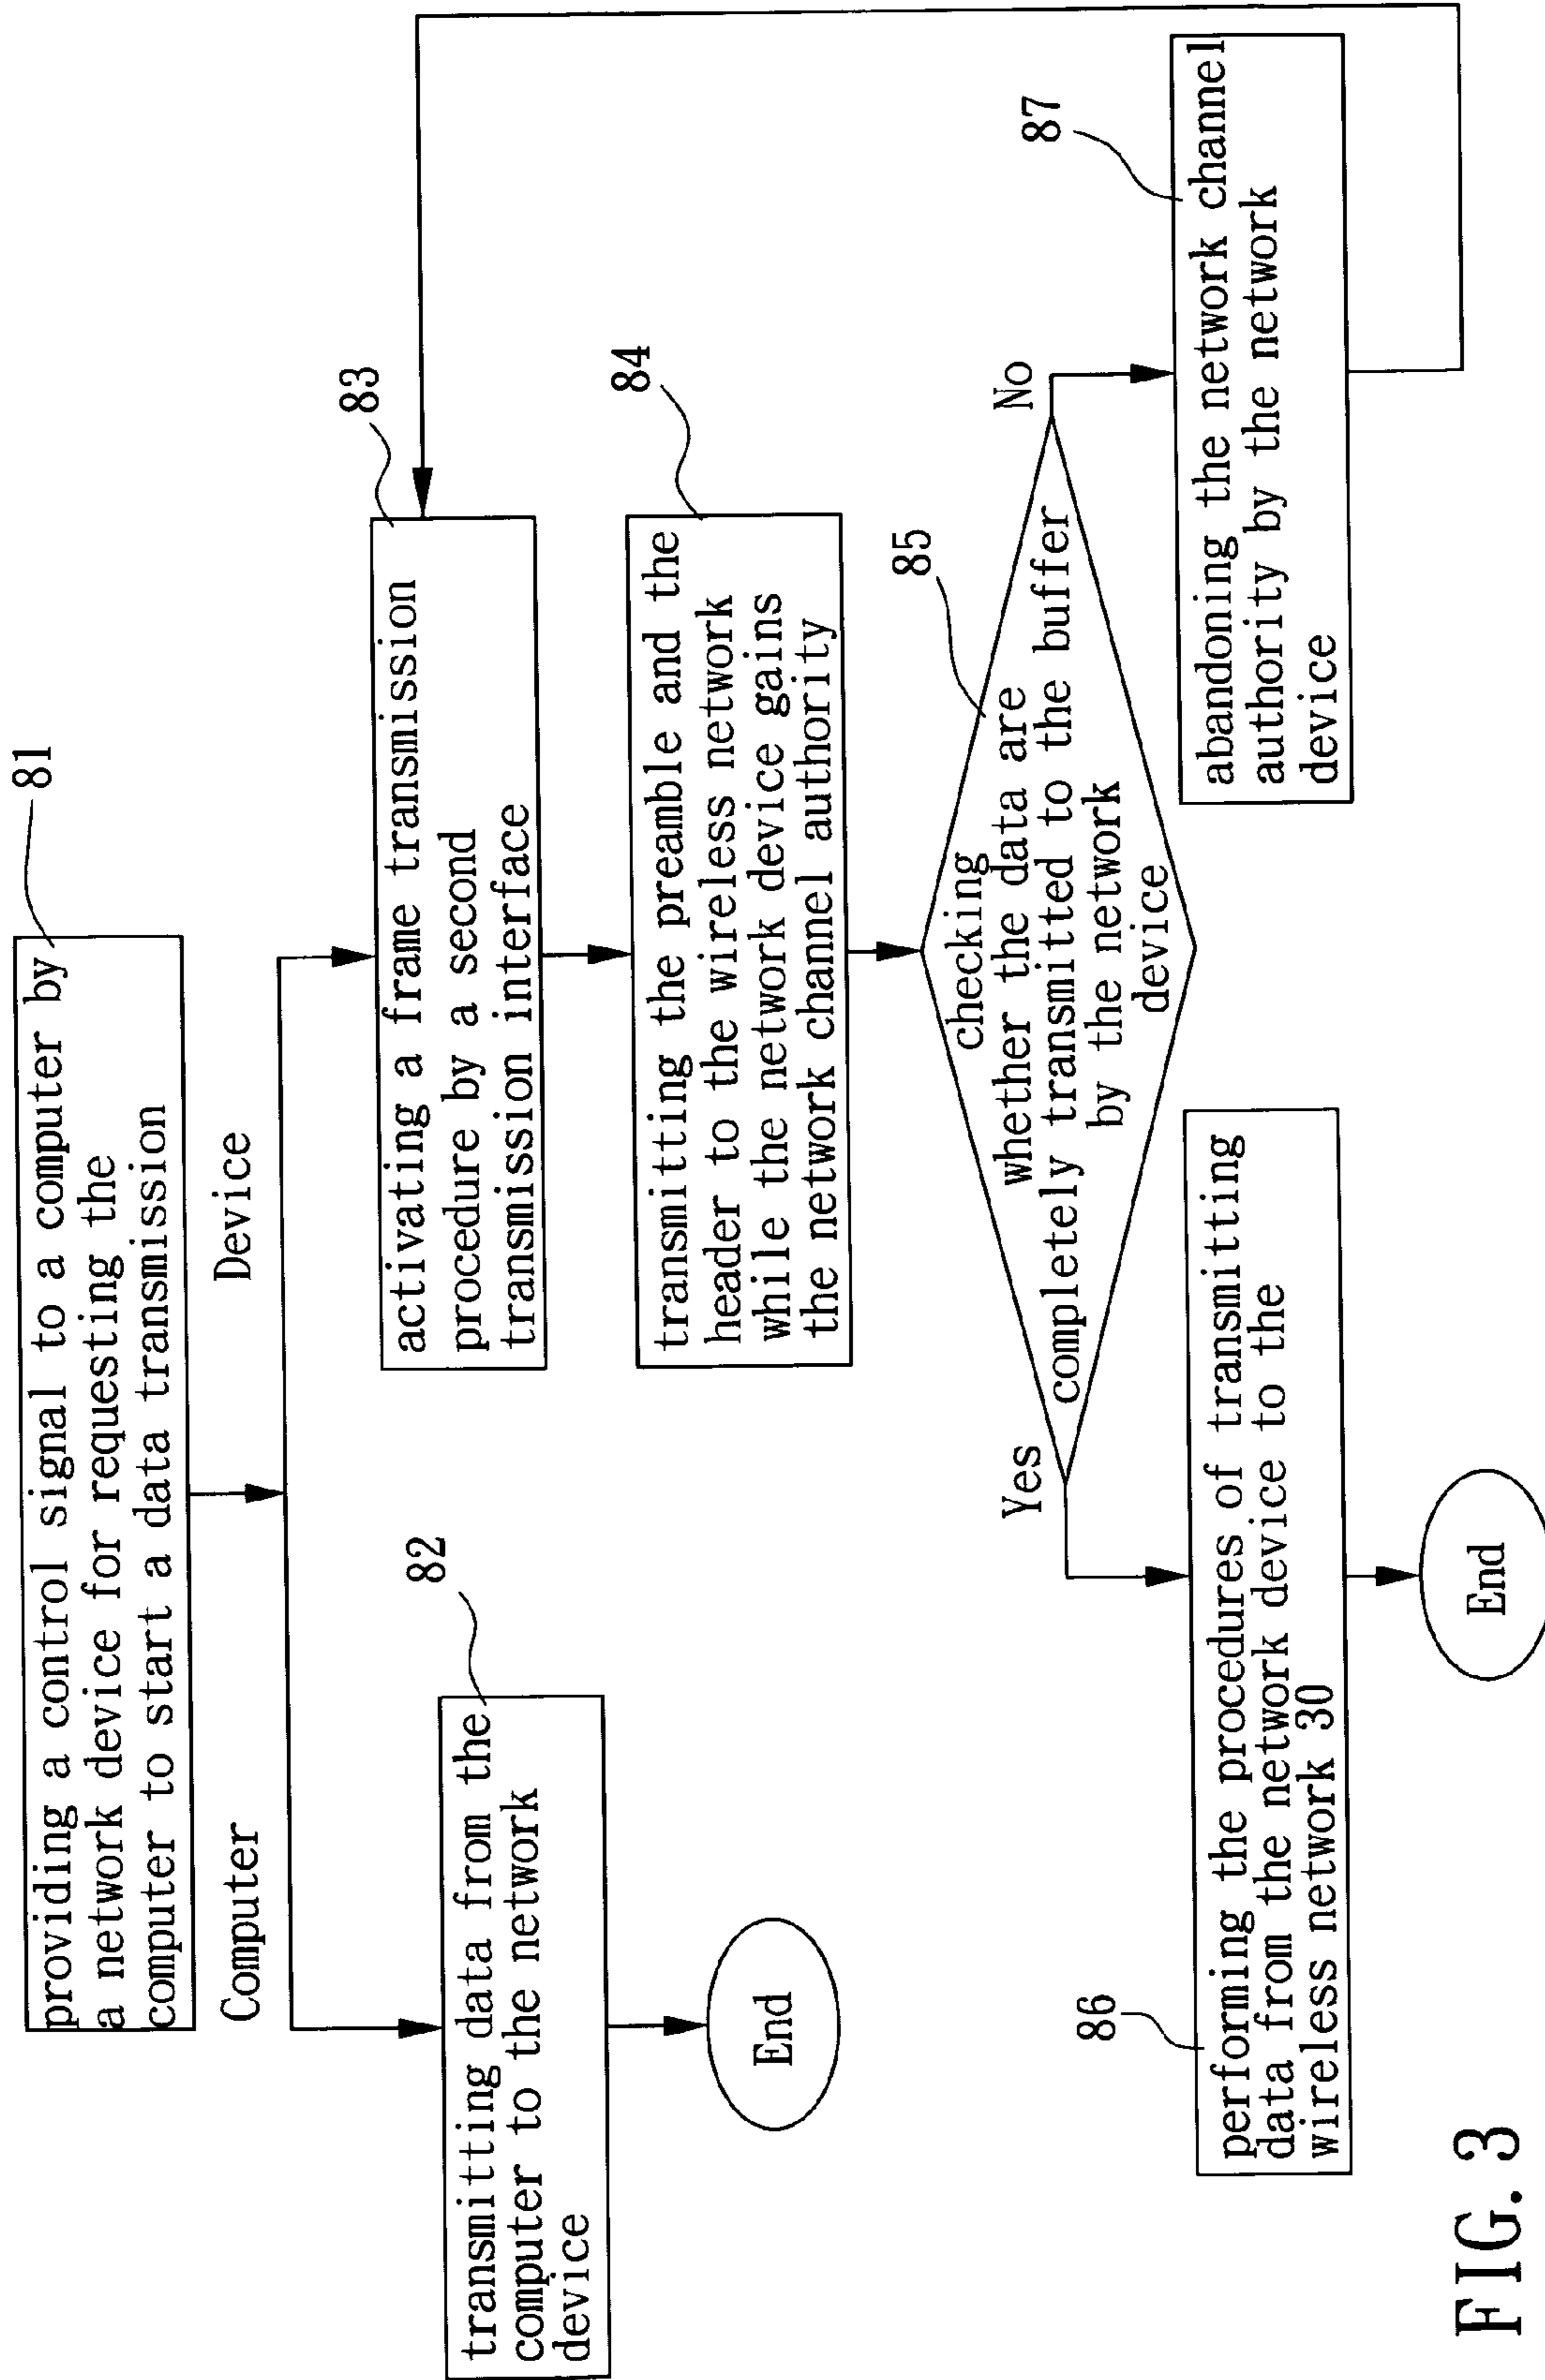 81
providing a control signal to a computer by
a network device for requesting the
computer to start a data transmission
Computer
Device
82
transmitting data from the
computer to the network
device
End
83
activating a frame transmission
procedure by a second
transmission interface
84
transmitting the preamble and the
header to the wireless network
while the network device gains
the network channel authority
85
checking
whether the data are
completely transmitted to the buffer
by the network
device
Yes
No
86
performing the procedures of transmitting
data from the network device to the
wireless network 30
End
87
abandoning the network channel
authority by the network
device
FIG. 3